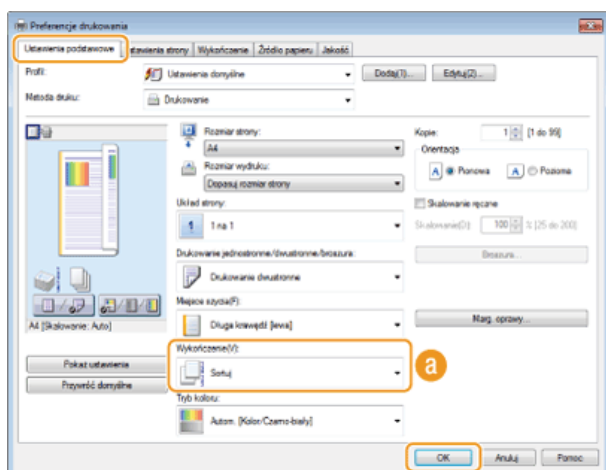 Preferencje drukowania
Ustawienia podstawowe Ustawienia strony Wykończenie Źródło papieru Jakość
Profil: Ustawienia domyślne Dodaj(1)... Edytuj(2)...
Metoda druku: Drukowanie
Rozmiar strony: Kopie: 1 [1 do 99]
A4 Orientacja
Rozmiar wydruku: A Pionowa A Pozioma
Dopasuj rozmiar strony
Układ strony: Skalowanie ręczne
1 1 na 1 Skalowanie(D): 100 % [25 do 200]
Drukowanie jednostronne/dwustronne/broszura: Broszura...
Drukowanie dwustronne
Miejsce szycia(F):
A4 [Skalowanie: Auto] Długa krawędź [lewa] Marg. oprawy...
Wykończenie(V):
Pokaż ustawienia Sortuj a
Przywróć domyślne
Tryb koloru:
Autom. [Kolor/Czarno-biały]
OK Anuluj Pomoc